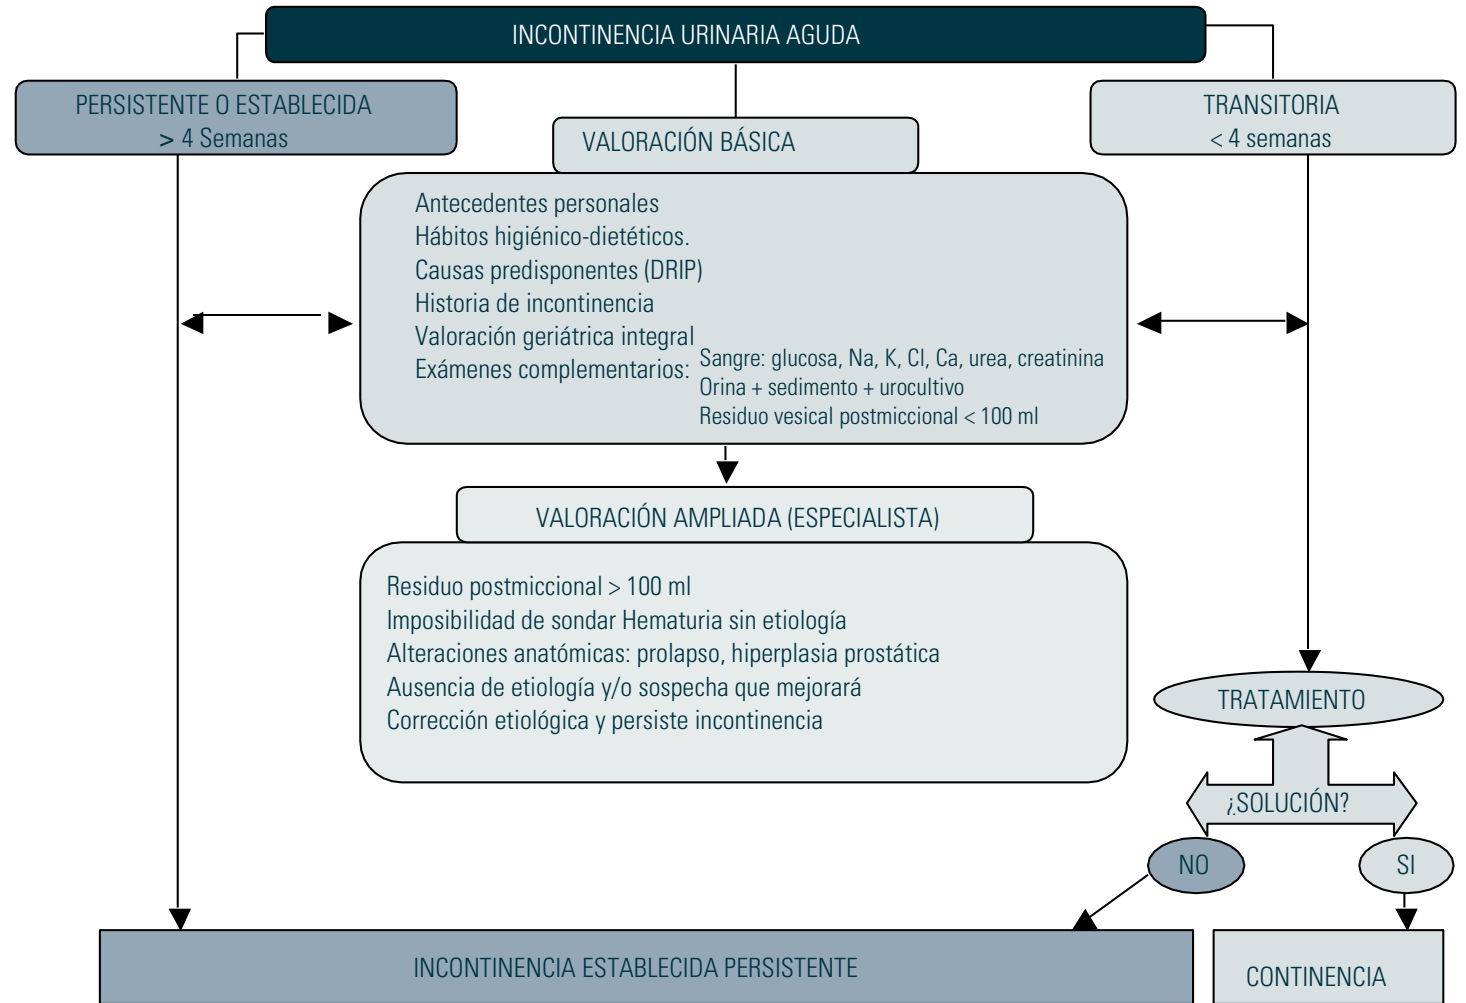 INCONTINENCIA URINARIA AGUDA
PERSISTENTE O ESTABLECIDA
> 4 Semanas
VALORACIÓN BÁSICA
TRANSITORIA
< 4 semanas
Antecedentes personales
Hábitos higiénico-dietéticos.
Causas predisponentes (DRIP)
Historia de incontinencia
Valoración geriátrica integral
Exámenes complementarios:
Sangre: glucosa, Na, K, Cl, Ca, urea, creatinina
Orina + sedimento + urocultivo
Residuo vesical postmiccional < 100 ml
VALORACIÓN AMPLIADA (ESPECIALISTA)
Residuo postmiccional > 100 ml
Imposibilidad de sondar Hematuria sin etiología
Alteraciones anatómicas: prolapso, hiperplasia prostática
Ausencia de etiología y/o sospecha que mejorará
Corrección etiológica y persiste incontinencia
TRATAMIENTO
¿SOLUCIÓN?
NO
SI
INCONTINENCIA ESTABLECIDA PERSISTENTE
CONTINENCIA